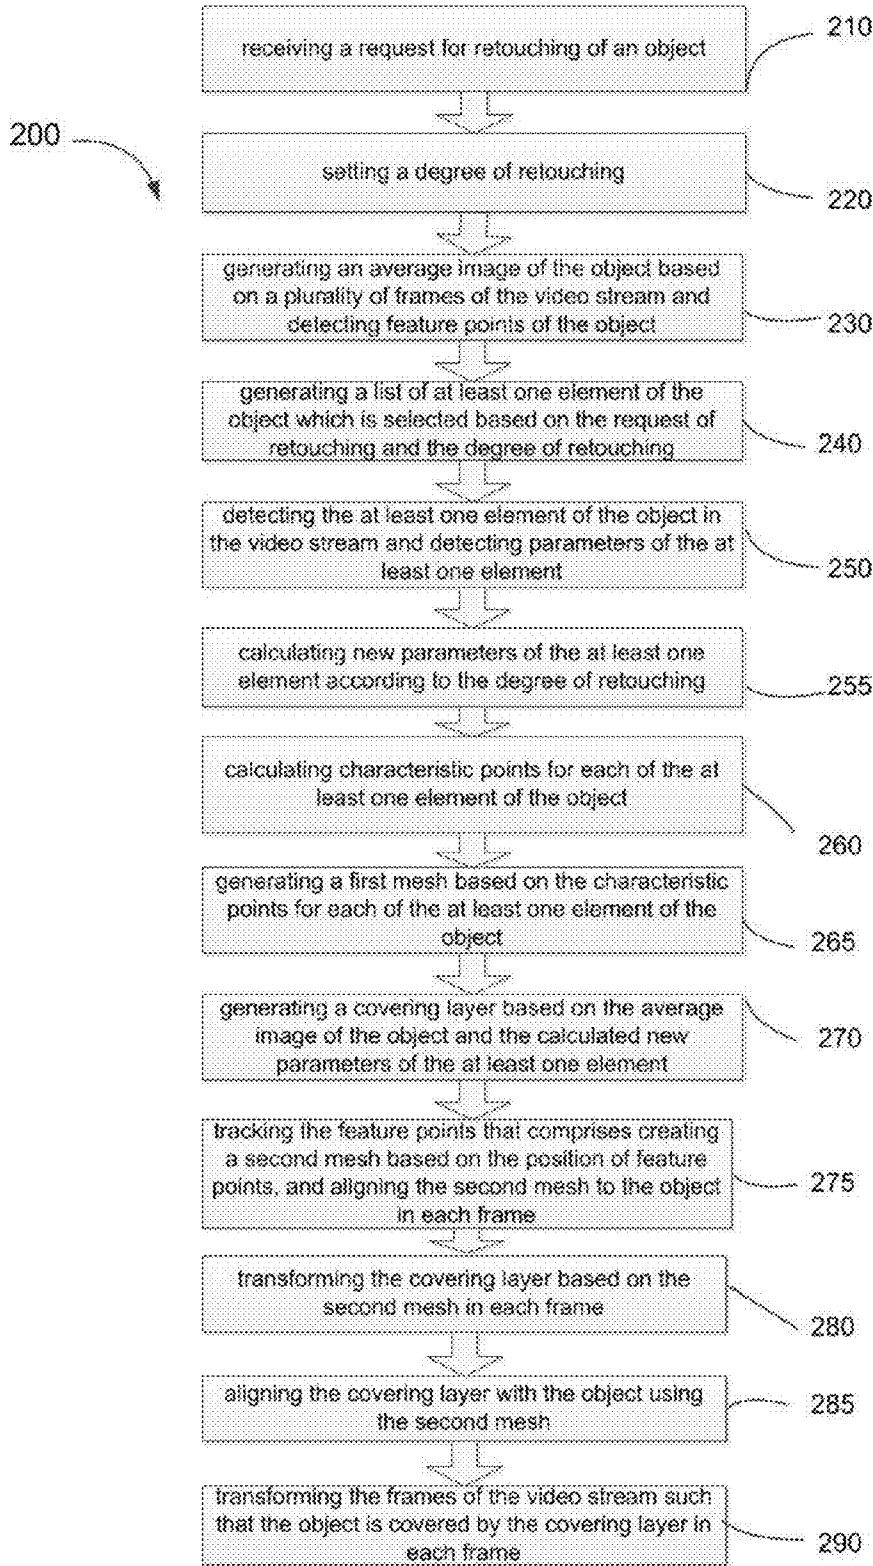 receiving a request for retouching of an object
210
200
setting a degree of retouching
220
generating an average image of the object based
on a plurality of frames of the video stream and
detecting feature points of the object
230
generating a list of at least one element of the
object which is selected based on the request of
retouching and the degree of retouching
240
detecting the at least one element of the object in
the video stream and detecting parameters of the at
least one element
250
calculating new parameters of the at least one
element according to the degree of retouching
255
calculating characteristic points for each of the at
least one element of the object
260
generating a first mesh based on the characteristic
points for each of the at least one element of the
object
265
generating a covering layer based on the average
image of the object and the calculated new
parameters of the at least one element
270
tracking the feature points that comprises creating
a second mesh based on the position of feature
points, and aligning the second mesh to the object
in each frame
275
transforming the covering layer based on the
second mesh in each frame
280
aligning the covering layer with the object using
the second mesh
285
transforming the frames of the video stream such
that the object is covered by the covering layer in
each frame
290